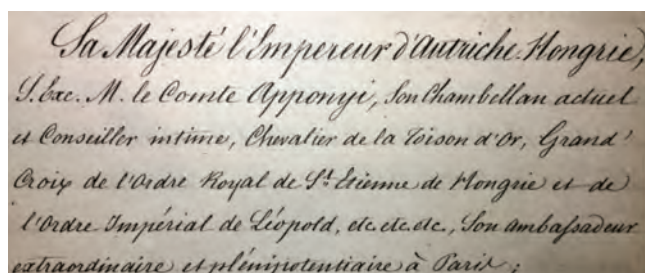 Sa Majesté l'Impereur d'Autriche-Hongrie,
S. Exc. M. le Comte Apponyi, Son Chambellan actuel
et Conseiller intime, Chevalier de la Toison d'Or, Grand'
Croix de l'Ordre Royal de St. Etienne de Hongrie et de
l'Ordre Impérial de Léopold, etc. etc. etc., Son ambassadeur
extraordinaire et plénipotentiaire à Paris;